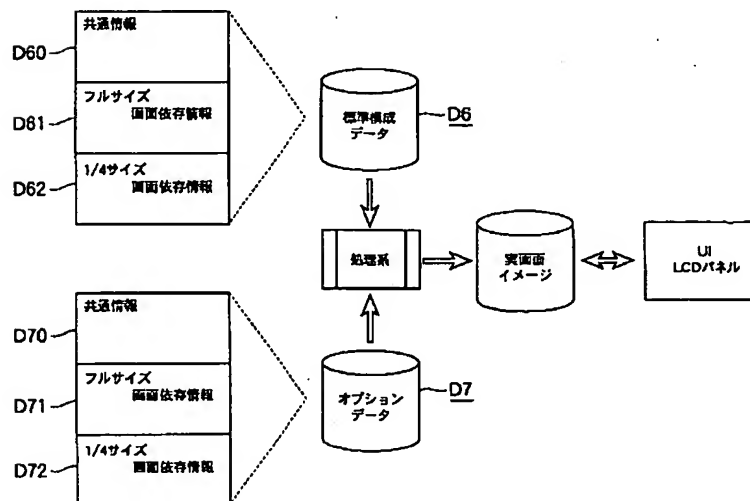 共通情報
D60
フルサイズ
画面依存情報
D61
1/4サイズ
画面依存情報
D62
標準構成
データ
D6
処理系
実画面
イメージ
UI
LCDパネル
共通情報
D70
フルサイズ
画面依存情報
D71
1/4サイズ
画面依存情報
D72
オプション
データ
D7